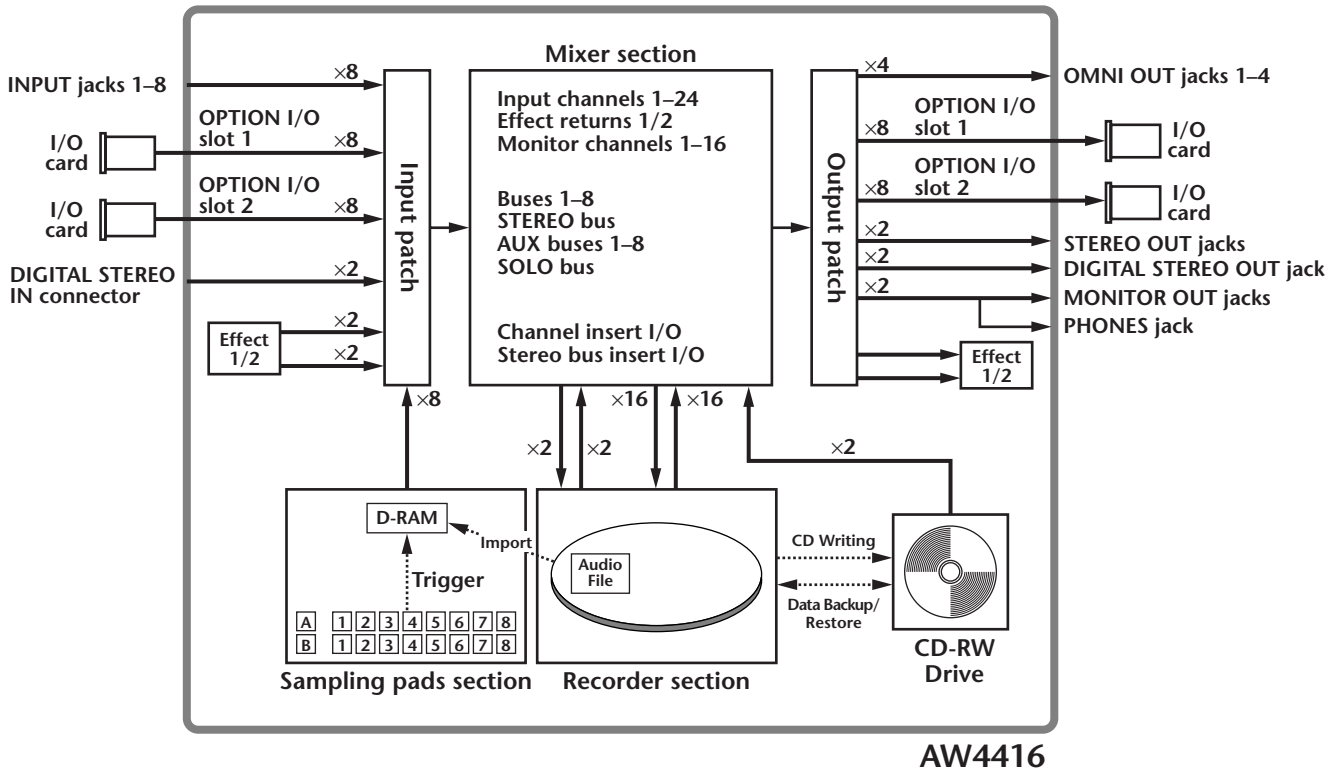 Mixer section
INPUT jacks 1–8
×8
OPTION I/O
slot 1
×8
I/O
card
OPTION I/O
slot 2
×8
I/O
card
DIGITAL STEREO
IN connector
×2
Effect
1/2
×2
×2
Input patch
Input channels 1–24
Effect returns 1/2
Monitor channels 1–16
Buses 1–8
STEREO bus
AUX buses 1–8
SOLO bus
Channel insert I/O
Stereo bus insert I/O
Output patch
×4
OMNI OUT jacks 1–4
OPTION I/O
slot 1
×8
I/O
card
OPTION I/O
slot 2
×8
I/O
card
×2
STEREO OUT jacks
×2
DIGITAL STEREO OUT jack
×2
MONITOR OUT jacks
PHONES jack
Effect
1/2
×8
×2
×2
×16
×16
×2
D-RAM
Import
Trigger
A 1 2 3 4 5 6 7 8
B 1 2 3 4 5 6 7 8
Sampling pads section
Audio
File
Recorder section
CD Writing
Data Backup/
Restore
CD-RW
Drive
AW4416